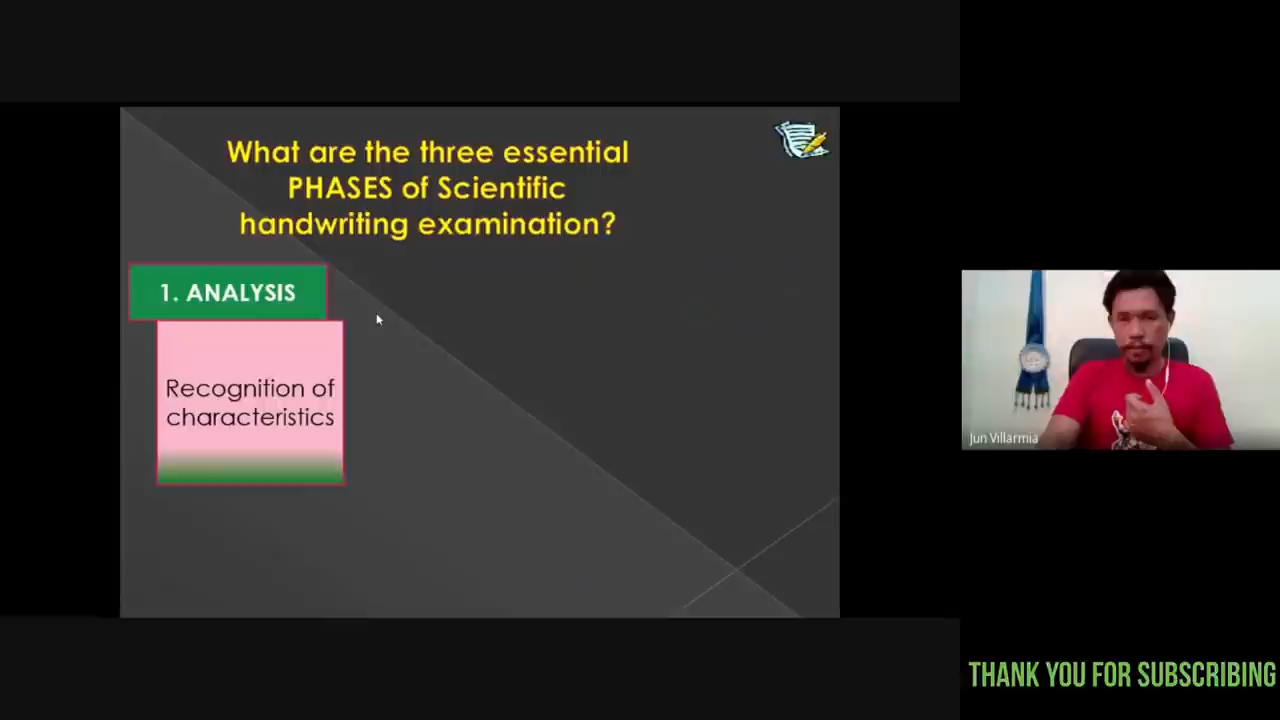 What are the three essential
PHASES of Scientific
handwriting examination?
1. ANALYSIS
Recognition of
characteristics
Jun Villarmia
THANK YOU FOR SUBSCRIBING